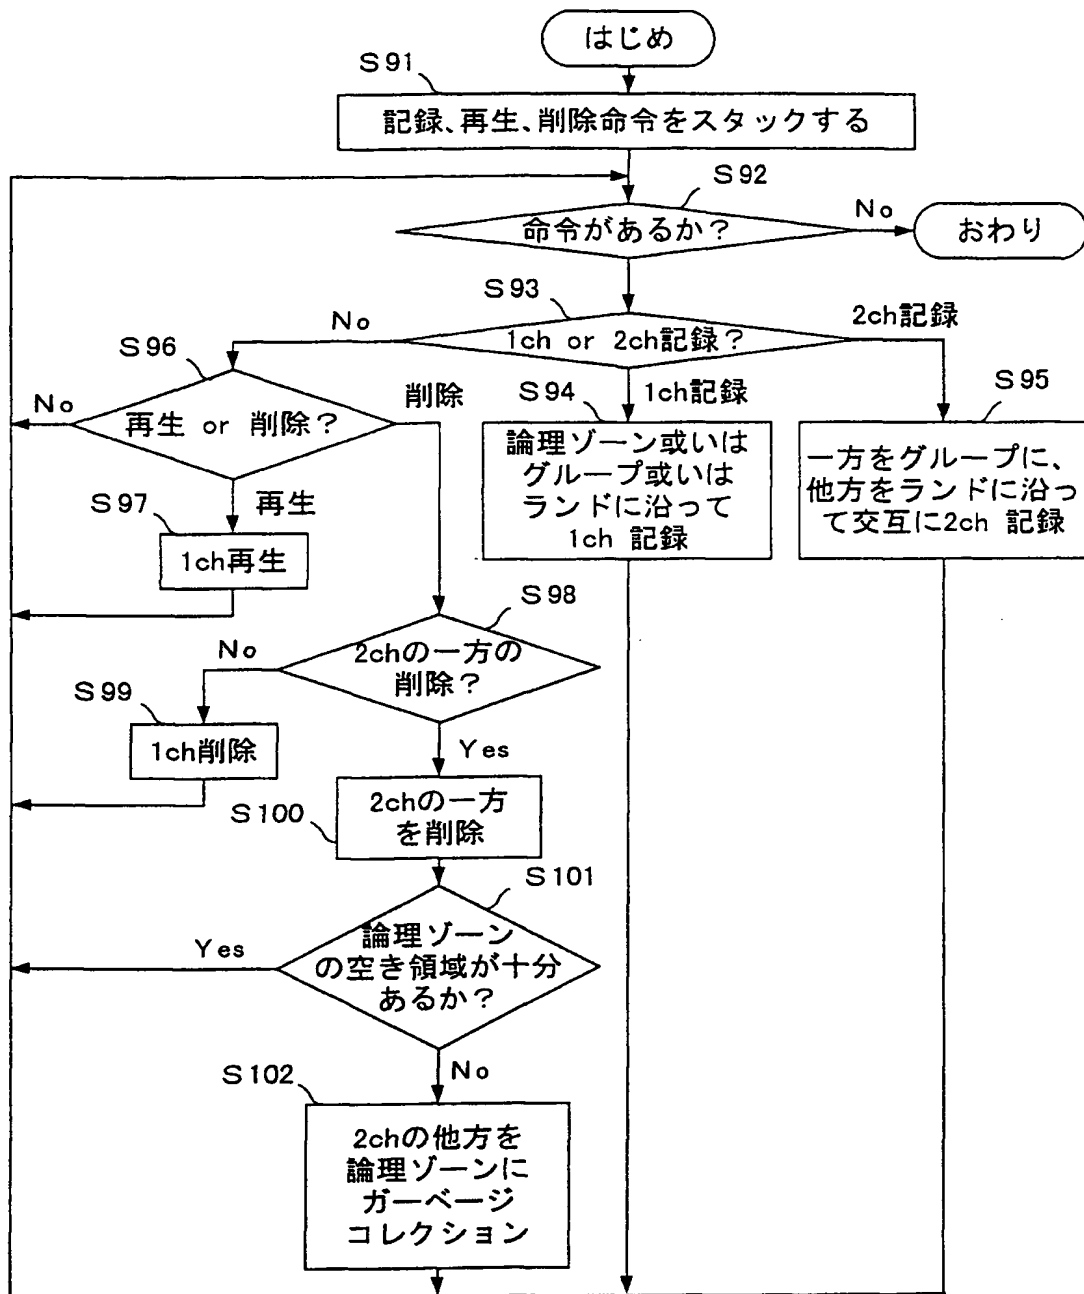 はじめ
S91
記録、再生、削除命令をスタックする
S92
命令があるか？
No
おわり
S93
No
1ch or 2ch記録？
2ch記録
S96
No
再生 or 削除？
削除
S94
1ch記録
S95
論理ゾーン或いは
グループ或いは
ランドに沿って
1ch 記録
一方をグループに、
他方をランドに沿っ
て交互に2ch 記録
S97
再生
1ch再生
S98
No
2chの一方の
削除？
S99
1ch削除
Yes
S100
2chの一方
を削除
S101
Yes
論理ゾーン
の空き領域が十分
あるか？
No
S102
2chの他方を
論理ゾーンに
ガーベージ
コレクション